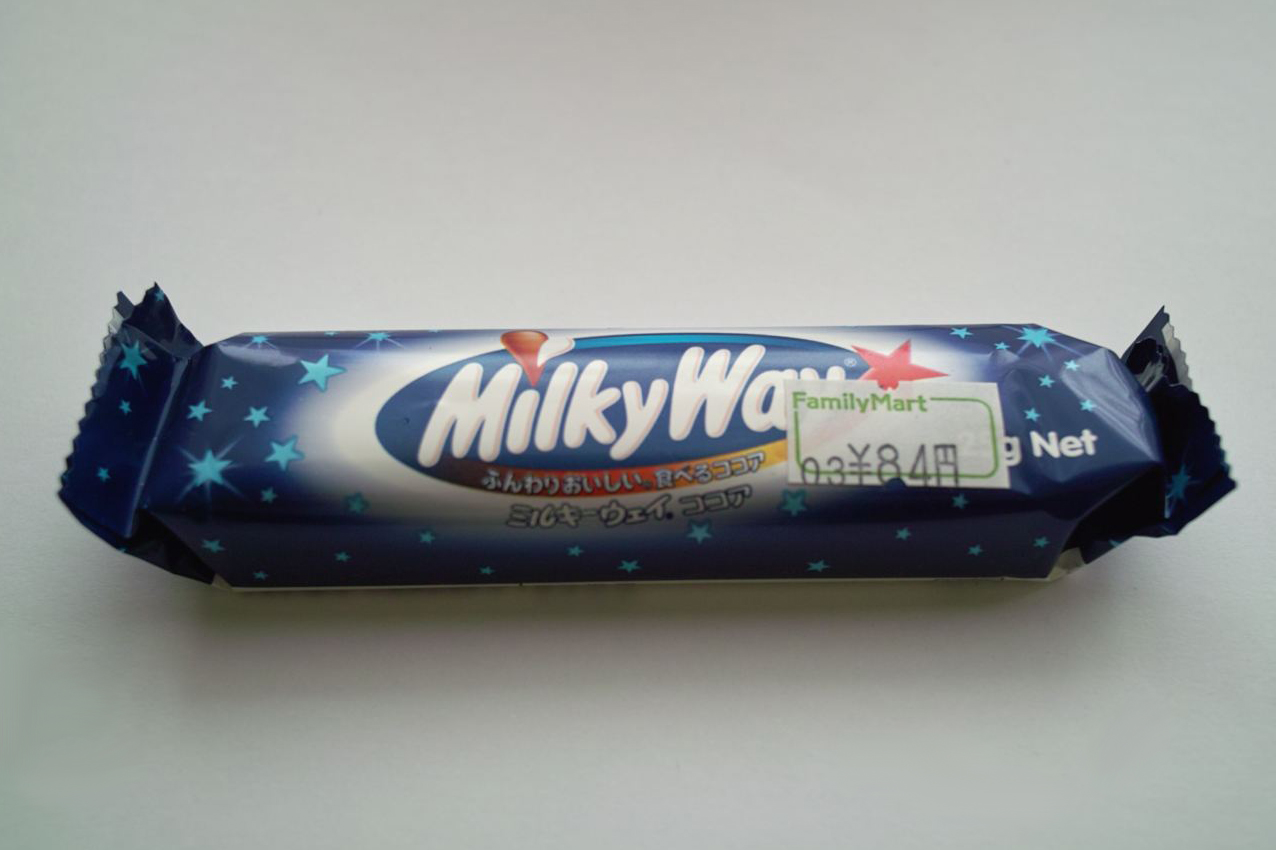 MilkyWay®
FamilyMart
03¥84円
g Net
ふんわりおいしい。食べるココア
ミルキーウェイ® ココア